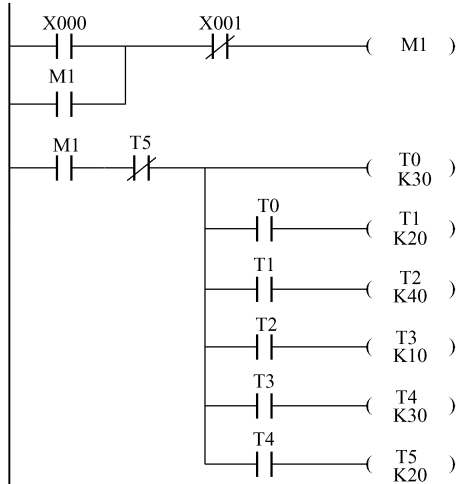 X000 X001
( M1 )
M1
M1 T5
( T0 K30 )
T0
( T1 K20 )
T1
( T2 K40 )
T2
( T3 K10 )
T3
( T4 K30 )
T4
( T5 K20 )